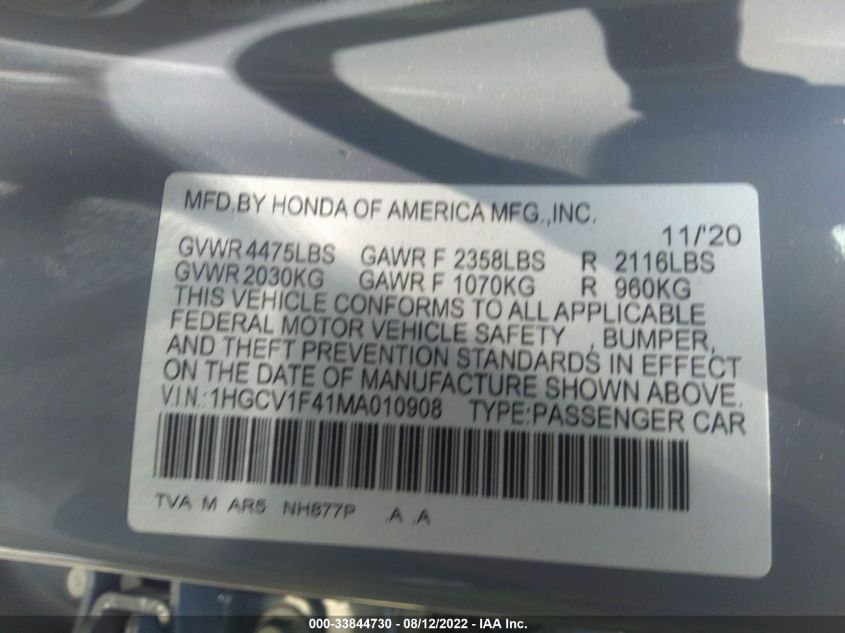 MFD.BY HONDA OF AMERICA MFG.,INC.
11/'20
GVWR 4475LBS GAWR F 2358LBS R 2116LBS
GVWR 2030KG GAWR F 1070KG R 960KG
THIS VEHICLE CONFORMS TO ALL APPLICABLE
FEDERAL MOTOR VEHICLE SAFETY , BUMPER,
AND THEFT PREVENTION STANDARDS IN EFFECT
ON THE DATE OF MANUFACTURE SHOWN ABOVE.
V.I.N.:1HGCV1F41MA010908 TYPE:PASSENGER CAR
TVA M AR5 NH877P .A .A
000-33844730 - 08/12/2022 - IAA Inc.